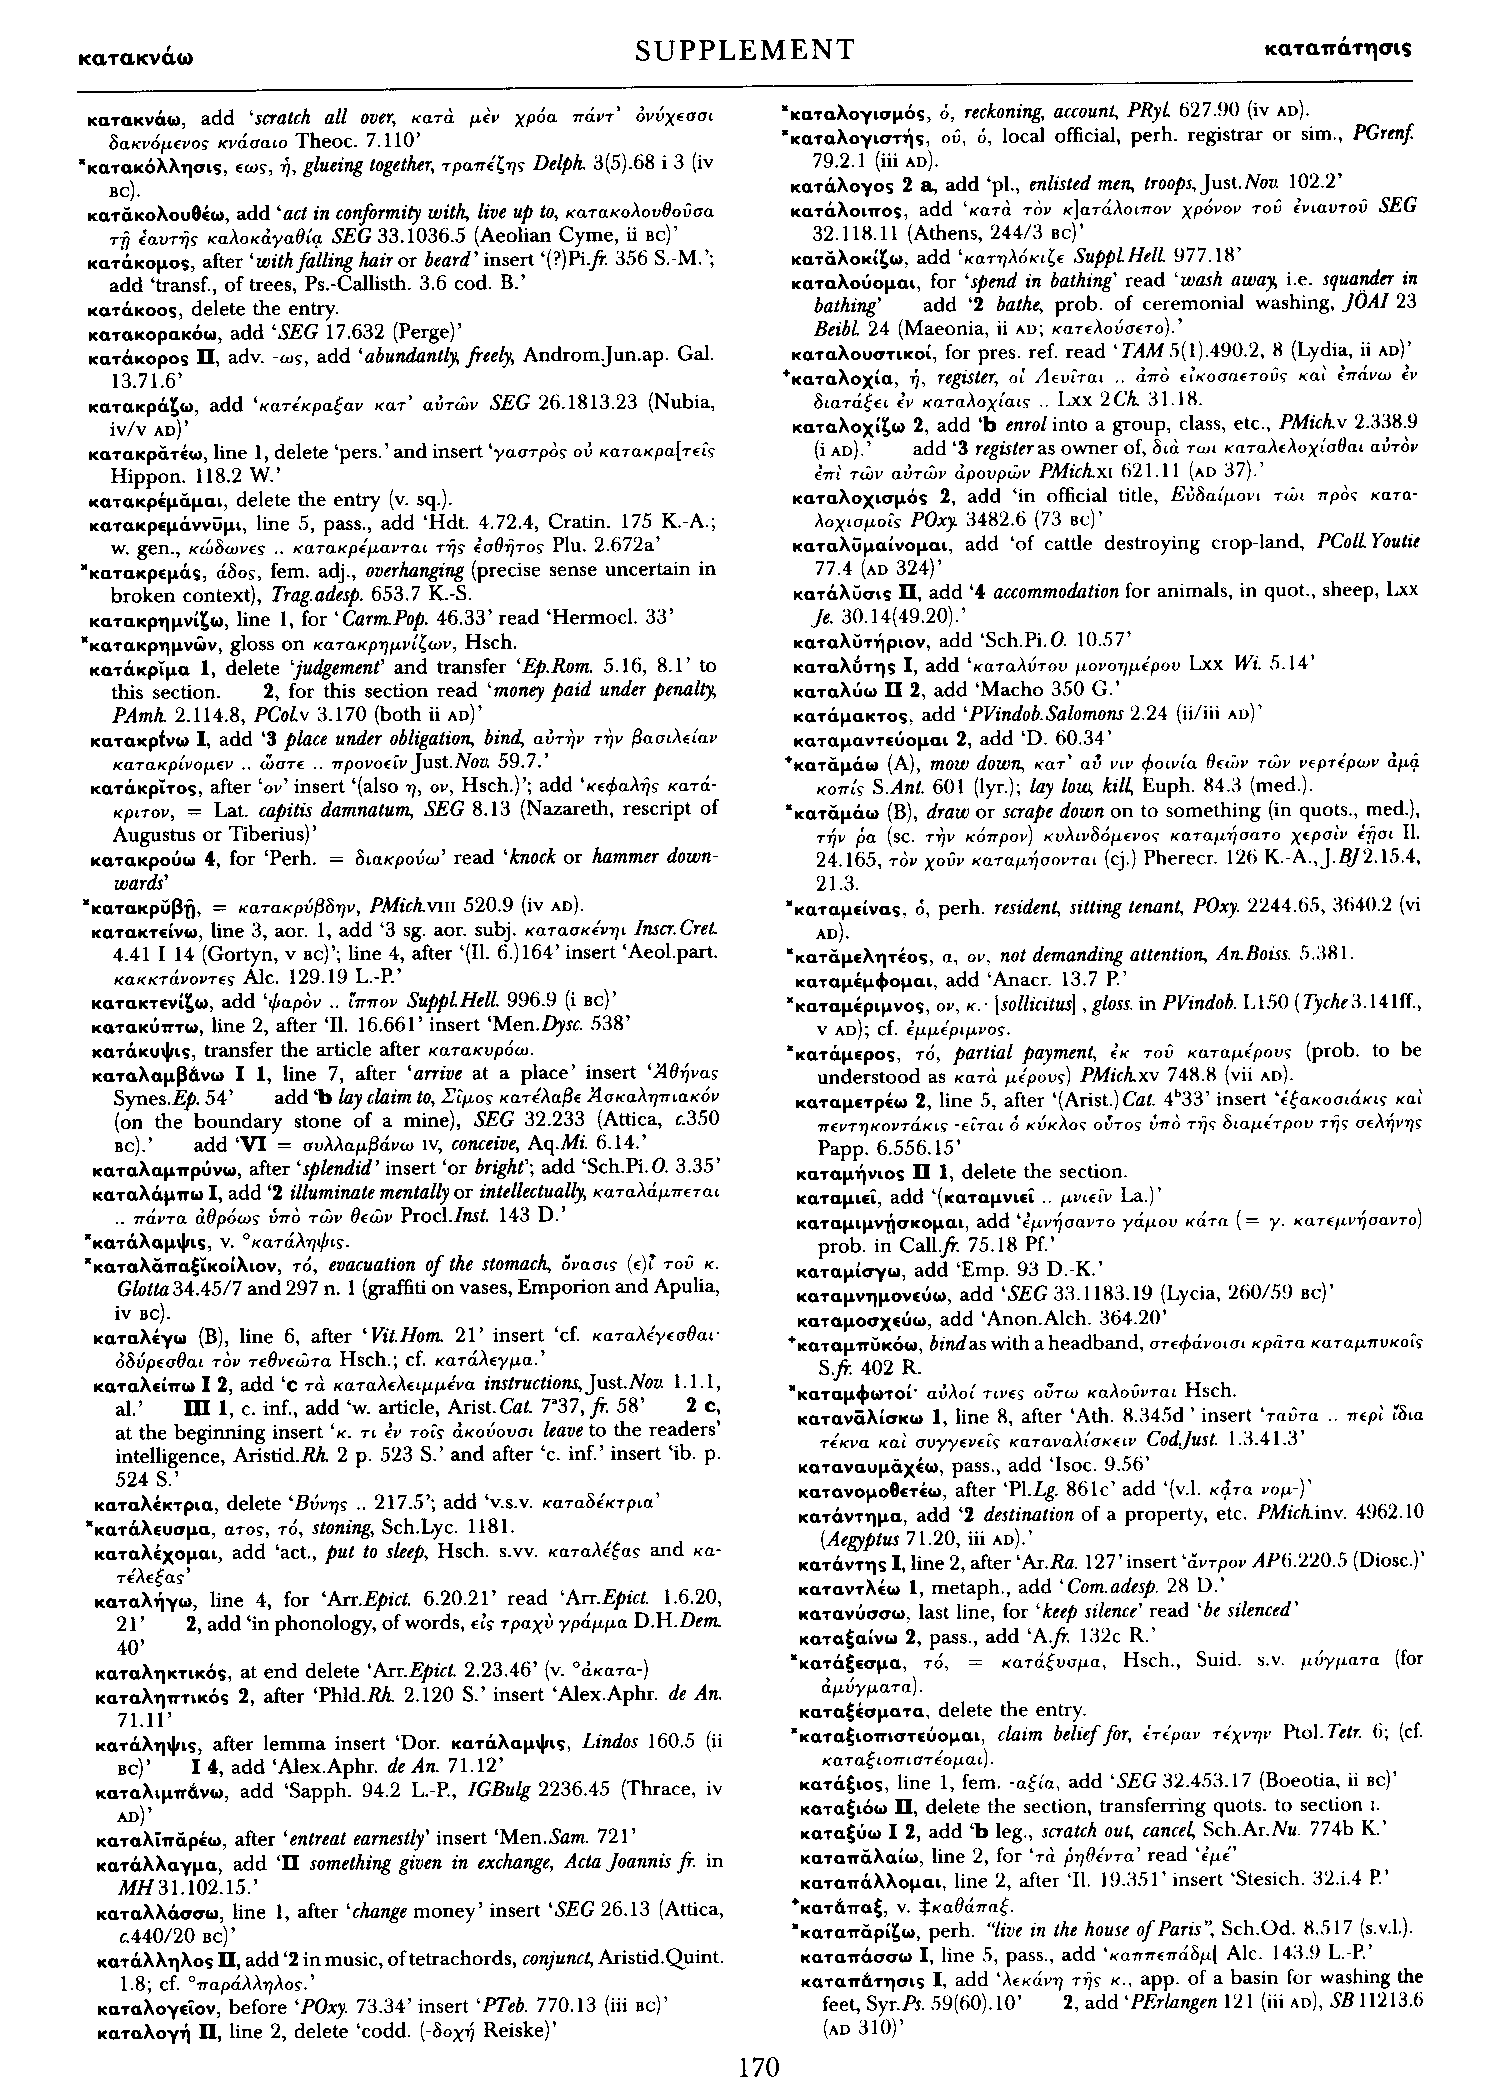 κατακνάω
SUPPLEMENT
καταπάτησις
κατακνάω, add ‘scratch all over, κατὰ μὲν χρόα πάντ’ ὀνύχεσσι
δακνόμενος κνάσαιο Theoc. 7.110’
*κατακόλλησις, εως, ἡ, glueing together, τραπέζης Delph. 3(5).68 i 3 (iv
BC).
κατᾰκολουθέω, add ‘act in conformity with, live up to, κατακολουθοῦσα
τῇ ἑαυτῆς καλοκἀγαθίᾳ SEG 33.1036.5 (Aeolian Cyme, ii BC)’
κατάκομος, after ‘with falling hair or beard’ insert ‘(?)Pi.fr. 356 S.-M.’;
add ‘transf., of trees, Ps.-Callisth. 3.6 cod. B.’
κατάκοος, delete the entry.
κατακορακόω, add ‘SEG 17.632 (Perge)’
κατάκορος II, adv. -ως, add ‘abundantly, freely, Androm.Jun.ap. Gal.
13.71.6’
κατακράζω, add ‘κατέκραξαν κατ’ αὐτῶν SEG 26.1813.23 (Nubia,
iv/v AD)’
κατακρᾰτέω, line 1, delete ‘pers.’ and insert ‘γαστρὸς οὐ κατακρα[τεῖς
Hippon. 118.2 W.’
κατακρέμᾰμαι, delete the entry (v. sq.).
κατακρεμάννῡμι, line 5, pass., add ‘Hdt. 4.72.4, Cratin. 175 K.-A.;
w. gen., κώδωνες .. κατακρέμανται τῆς ἐσθῆτος Plu. 2.672a’
*κατακρεμάς, άδος, fem. adj., overhanging (precise sense uncertain in
broken context), Trag.adesp. 653.7 K.-S.
κατακρημνίζω, line 1, for ‘Carm.Pop. 46.33’ read ‘Hermocl. 33’
*κατακρημνῶν, gloss on κατακρημνίζων, Hsch.
κατάκρῐμα 1, delete ‘judgement’ and transfer ‘Ep.Rom. 5.16, 8.1’ to
this section. 2, for this section read ‘money paid under penalty,
PAmh. 2.114.8, PCol.v 3.170 (both ii AD)’
κατακρίνω I, add ‘3 place under obligation, bind, αὐτὴν τὴν βασιλείαν
κατακρίνομεν .. ὥστε .. προνοεῖν Just.Nov. 59.7.’
κατάκρῐτος, after ‘ον’ insert ‘(also η, ον, Hsch.)’; add ‘κεφαλῆς κατά-
κριτον, = Lat. capitis damnatum, SEG 8.13 (Nazareth, rescript of
Augustus or Tiberius)’
κατακρούω 4, for ‘Perh. = διακρούω’ read ‘knock or hammer down-
wards’
*κατακρῠβῇ, = κατακρύβδην, PMich.VIII 520.9 (iv AD).
κατακτείνω, line 3, aor. 1, add ‘3 sg. aor. subj. κατασκένηι Inscr.Cret.
4.41 I 14 (Gortyn, v BC)’; line 4, after ‘(Il. 6.)164’ insert ‘Aeol.part.
κακκτάνοντες Alc. 129.19 L.-P.’
κατακτενίζω, add ‘ψαρὸν .. ἵππον Suppl.Hell. 996.9 (i BC)’
κατακύπτω, line 2, after ‘Il. 16.661’ insert ‘Men.Dysc. 538’
κατάκυψις, transfer the article after κατακυρόω.
καταλαμβάνω I 1, line 7, after ‘arrive at a place’ insert ‘Ἀθήνας
Synes.Ep. 54’ add ‘b lay claim to, Σῖμος κατέλαβε Ἀσκαληπιακόν
(on the boundary stone of a mine), SEG 32.233 (Attica, c.350
BC).’ add ‘VI = συλλαμβάνω IV, conceive, Aq.Mi. 6.14.’
καταλαμπρύνω, after ‘splendid’ insert ‘or bright’; add ‘Sch.Pi.O. 3.35’
καταλάμπω I, add ‘2 illuminate mentally or intellectually, καταλάμπεται
.. πάντα ἀθρόως ὑπὸ τῶν θεῶν Procl.Inst. 143 D.’
*κατάλαμψις, v. °κατάληψις.
*καταλᾰπαξῐκοίλιον, τό, evacuation of the stomach, ὄνασις (ε)ἶ τοῦ κ.
Glotta 34.45/7 and 297 n. 1 (graffiti on vases, Emporion and Apulia,
iv BC).
καταλέγω (B), line 6, after ‘Vit.Hom. 21’ insert ‘cf. καταλέγεσθαι·
ὀδύρεσθαι τὸν τεθνεῶτα Hsch.; cf. κατάλεγμα.’
καταλείπω I 2, add ‘c τὰ καταλελειμμένα instructions, Just.Nov. 1.1.1,
al.’ III 1, c. inf., add ‘w. article, Arist.Cat. 7ª37, fr. 58’ 2 c,
at the beginning insert ‘κ. τι ἐν τοῖς ἀκούουσι leave to the readers’
intelligence, Aristid.Rh. 2 p. 523 S.’ and after ‘c. inf.’ insert ‘ib. p.
524 S.’
καταλέκτρια, delete ‘Βύνης .. 217.5’; add ‘v.s.v. καταδέκτρια’
*κατάλευσμα, ατος, τό, stoning, Sch.Lyc. 1181.
καταλέχομαι, add ‘act., put to sleep, Hsch. s.vv. καταλέξας and κα-
τέλεξας’
καταλήγω, line 4, for ‘Arr.Epict. 6.20.21’ read ‘Arr.Epict. 1.6.20,
21’ 2, add ‘in phonology, of words, εἰς τραχὺ γράμμα D.H.Dem.
40’
καταληκτικός, at end delete ‘Arr.Epict. 2.23.46’ (v. °ἀκατα-)
καταληπτικός 2, after ‘Phld.Rh. 2.120 S.’ insert ‘Alex.Aphr. de An.
71.11’
κατάληψις, after lemma insert ‘Dor. κατάλαμψις, Lindos 160.5 (ii
BC)’ I 4, add ‘Alex.Aphr. de An. 71.12’
καταλιμπάνω, add ‘Sapph. 94.2 L.-P., IGBulg 2236.45 (Thrace, iv
AD)’
καταλῑπᾰρέω, after ‘entreat earnestly’ insert ‘Men.Sam. 721’
κατάλλαγμα, add ‘II something given in exchange, Acta Joannis fr. in
MH 31.102.15.’
καταλλάσσω, line 1, after ‘change money’ insert ‘SEG 26.13 (Attica,
c.440/20 BC)’
κατάλληλος II, add ‘2 in music, of tetrachords, conjunct, Aristid.Quint.
1.8; cf. °παράλληλος.’
καταλογεῖον, before ‘POxy. 73.34’ insert ‘PTeb. 770.13 (iii BC)’
καταλογή II, line 2, delete ‘codd. (-δοχή Reiske)’
*καταλογισμός, ὁ, reckoning, account, PRyl. 627.90 (iv AD).
*καταλογιστής, οῦ, ὁ, local official, perh. registrar or sim., PGrenf.
79.2.1 (iii AD).
κατάλογος 2 a, add ‘pl., enlisted men, troops, Just.Nov. 102.2’
κατάλοιπος, add ‘κατὰ τὸν κ]ατάλοιπον χρόνον τοῦ ἐνιαυτοῦ SEG
32.118.11 (Athens, 244/3 BC)’
κατᾰλοκίζω, add ‘κατηλόκιζε Suppl.Hell. 977.18’
καταλούομαι, for ‘spend in bathing’ read ‘wash away, i.e. squander in
bathing’ add ‘2 bathe, prob. of ceremonial washing, JÖAI 23
Beibl. 24 (Maeonia, ii AD; κατελούσετο).’
καταλουστικοί, for pres. ref. read ‘TAM 5(1).490.2, 8 (Lydia, ii AD)’
⁺καταλοχία, ἡ, register, οἱ Λευῖται .. ἀπὸ εἰκοσαετοῦς καὶ ἐπάνω ἐν
διατάξει ἐν καταλοχίαις .. Lxx 2Ch. 31.18.
καταλοχίζω 2, add ‘b enrol into a group, class, etc., PMich.v 2.338.9
(i AD).’ add ‘3 register as owner of, διὰ τωι καταλελοχίσθαι αὐτὸν
ἐπὶ τῶν αὐτῶν ἀρουρῶν PMich.XI 621.11 (AD 37).’
καταλοχισμός 2, add ‘in official title, Εὐδαίμονι τῶι πρὸς κατα-
λοχισμοῖς POxy. 3482.6 (73 BC)’
καταλῡμαίνομαι, add ‘of cattle destroying crop-land, PColl.Youtie
77.4 (AD 324)’
κατάλῠσις II, add ‘4 accommodation for animals, in quot., sheep, Lxx
Je. 30.14(49.20).’
καταλῠτήριον, add ‘Sch.Pi.O. 10.57’
καταλύτης I, add ‘καταλύτου μονοημέρου Lxx Wi. 5.14’
καταλύω II 2, add ‘Macho 350 G.’
κατάμακτος, add ‘PVindob.Salomons 2.24 (ii/iii AD)’
καταμαντεύομαι 2, add ‘D. 60.34’
⁺κατᾰμάω (A), mow down, κατ’ αὖ νιν φοινία θεῶν τῶν νερτέρων ἀμᾷ
κοπίς S.Ant. 601 (lyr.); lay low, kill, Euph. 84.3 (med.).
*κατᾰμάω (B), draw or scrape down on to something (in quots., med.),
τήν ῥα (sc. τὴν κόπρον) κυλινδόμενος καταμήσατο χερσὶν ἑῇσι Il.
24.165, τὸν χοῦν καταμήσονται (cj.) Pherecr. 126 K.-A., J.BJ 2.15.4,
21.3.
*καταμείνας, ὁ, perh. resident, sitting tenant, POxy. 2244.65, 3640.2 (vi
AD).
*κατᾰμελητέος, α, ον, not demanding attention, An.Boiss. 5.381.
καταμέμφομαι, add ‘Anacr. 13.7 P.’
*καταμέριμνος, ον, κ.· |sollicitus| , gloss. in PVindob. L150 (Tyche 3.141ff.,
v AD); cf. ἐμμέριμνος.
*κατάμερος, τό, partial payment, ἐκ τοῦ καταμέρους (prob. to be
understood as κατὰ μέρους) PMich.XV 748.8 (vii AD).
καταμετρέω 2, line 5, after ‘(Arist.) Cat. 4ᵇ33’ insert ‘ἑξακοσιάκις καὶ
πεντηκοντάκις -εῖται ὁ κύκλος οὗτος ὑπὸ τῆς διαμέτρου τῆς σελήνης
Papp. 6.556.15’
καταμήνιος II 1, delete the section.
καταμιεῖ, add ‘(καταμνιεῖ .. μνιεῖν La.)’
καταμιμνῄσκομαι, add ‘ἐμνήσαντο γάμου κάτα (= γ. κατεμνήσαντο)
prob. in Call.fr. 75.18 Pf.’
καταμίσγω, add ‘Emp. 93 D.-K.’
καταμνημονεύω, add ‘SEG 33.1183.19 (Lycia, 260/59 BC)’
καταμοσχεύω, add ‘Anon.Alch. 364.20’
⁺καταμπῠκόω, bind as with a headband, στεφάνοισι κρᾶτα καταμπυκοῖς
S.fr. 402 R.
*καταμφωτοί· αὐλοί τινες οὕτω καλοῦνται Hsch.
κατανᾱλίσκω 1, line 8, after ‘Ath. 8.345d’ insert ‘ταῦτα .. περὶ ἴδια
τέκνα καὶ συγγενεῖς καταναλίσκειν Cod.Just. 1.3.41.3’
καταναυμᾰχέω, pass., add ‘Isoc. 9.56’
κατανομοθετέω, after ‘Pl.Lg. 861c’ add ‘(v.l. κᾆτα νομ-)’
κατάντημα, add ‘2 destination of a property, etc. PMich.inv. 4962.10
(Aegyptus 71.20, iii AD).’
κατάντης I, line 2, after ‘Ar.Ra. 127’ insert ‘ἄντρον AP 6.220.5 (Diosc.)’
καταντλέω 1, metaph., add ‘Com.adesp. 28 D.’
κατανύσσω, last line, for ‘keep silence’ read ‘be silenced’
καταξαίνω 2, pass., add ‘A.fr. 132c R.’
*κατάξεσμα, τό, = κατάξυσμα, Hsch., Suid. s.v. μύγματα (for
ἀμύγματα).
καταξέσματα, delete the entry.
*καταξιοπιστεύομαι, claim belief for, ἑτέραν τέχνην Ptol.Tetr. 6; (cf.
καταξιοπιστέομαι).
κατάξιος, line 1, fem. -αξία, add ‘SEG 32.453.17 (Boeotia, ii BC)’
καταξιόω II, delete the section, transferring quots. to section I.
καταξύω I 2, add ‘b leg., scratch out, cancel, Sch.Ar.Nu. 774b K.’
καταπᾰλαίω, line 2, for ‘τὰ ῥηθέντα’ read ‘ἐμέ’
καταπάλλομαι, line 2, after ‘Il. 19.351’ insert ‘Stesich. 32.i.4 P.’
⁺κατάπαξ, v. ‡καθάπαξ.
*καταπᾰρίζω, perh. “live in the house of Paris”, Sch.Od. 8.517 (s.v.l.).
καταπάσσω I, line 5, pass., add ‘καππεπάδμ[ Alc. 143.9 L.-P.’
καταπάτησις I, add ‘λεκάνη τῆς κ., app. of a basin for washing the
feet, Syr.Ps. 59(60).10’ 2, add ‘PErlangen 121 (iii AD), SB 11213.6
(AD 310)’
170